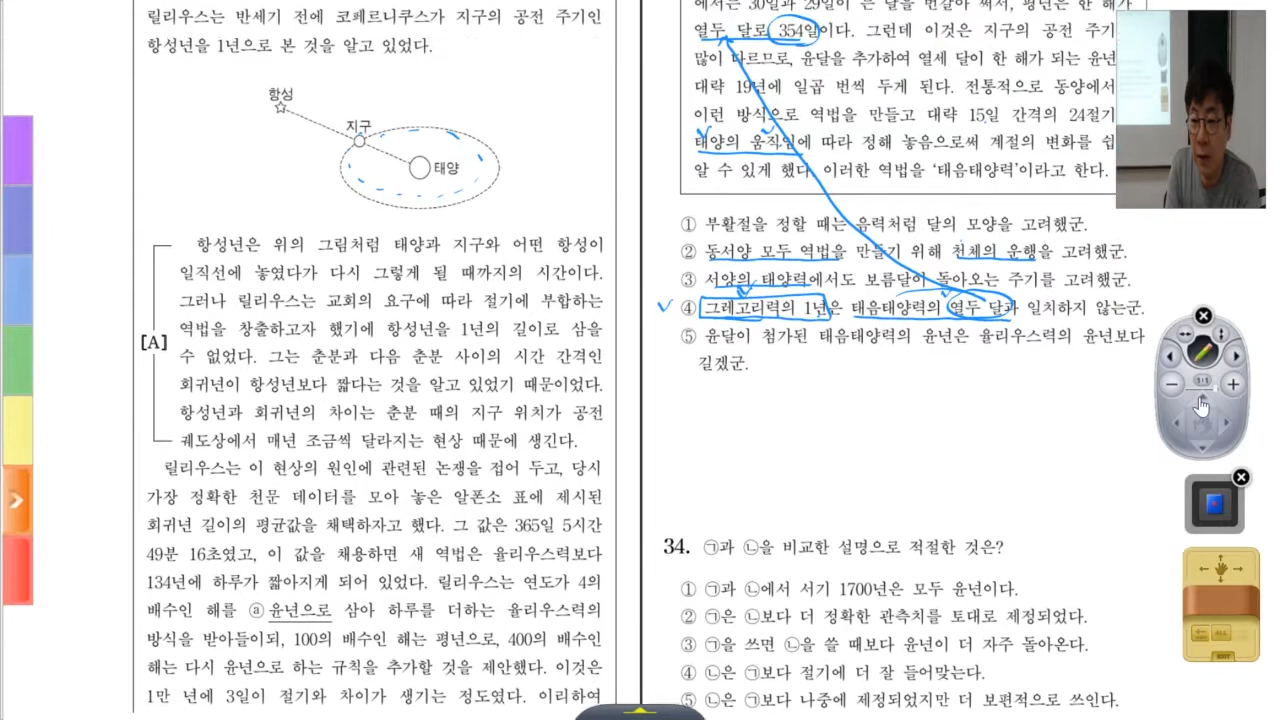 릴리우스는 반세기 전에 코페르니쿠스가 지구의 공전 주기인
항성년을 1년으로 본 것을 알고 있었다.
항성
지구
태양
[A]
항성년은 위의 그림처럼 태양과 지구와 어떤 항성이
일직선에 놓였다가 다시 그렇게 될 때까지의 시간이다.
그러나 릴리우스는 교회의 요구에 따라 절기에 부합하는
역법을 창출하고자 했기에 항성년을 1년의 길이로 삼을
수 없었다. 그는 춘분과 다음 춘분 사이의 시간 간격인
회귀년이 항성년보다 짧다는 것을 알고 있었기 때문이었다.
항성년과 회귀년의 차이는 춘분 때의 지구 위치가 공전
궤도상에서 매년 조금씩 달라지는 현상 때문에 생긴다.
릴리우스는 이 현상의 원인에 관련된 논쟁을 접어 두고, 당시
가장 정확한 천문 데이터를 모아 놓은 알폰소 표에 제시된
회귀년 길이의 평균값을 채택하자고 했다. 그 값은 365일 5시간
49분 16초였고, 이 값을 채용하면 새 역법은 율리우스력보다
134년에 하루가 짧아지게 되어 있었다. 릴리우스는 연도가 4의
배수인 해를 ⓐ 윤년으로 삼아 하루를 더하는 율리우스력의
방식을 받아들이되, 100의 배수인 해는 평년으로, 400의 배수인
해는 다시 윤년으로 하는 규칙을 추가할 것을 제안했다. 이것은
1만 년에 3일이 절기와 차이가 생기는 정도였다. 이리하여
에서는 30일과 29일이 른 달을 번갈아 써서, 평년은 한 해가
열두 달로 354일이다. 그런데 이것은 지구의 공전 주기
많이 다르므로, 윤달을 추가하여 열세 달이 한 해가 되는 윤년
대략 19년에 일곱 번씩 두게 된다. 전통적으로 동양에서
이런 방식으로 역법을 만들고 대략 15일 간격의 24절기
태양의 움직임에 따라 정해 놓음으로써 계절의 변화를 쉽
알 수 있게 했다. 이러한 역법을 '태음태양력'이라고 한다.
① 부활절을 정할 때는 음력처럼 달의 모양을 고려했군.
② 동서양 모두 역법을 만들기 위해 천체의 운행을 고려했군.
③ 서양의 태양력에서도 보름달이 돌아오는 주기를 고려했군.
④ 그레고리력의 1년은 태음태양력의 열두 달과 일치하지 않는군.
⑤ 윤달이 첨가된 태음태양력의 윤년은 율리우스력의 윤년보다
길겠군.
34. ㉠과 ㉡을 비교한 설명으로 적절한 것은?
① ㉠과 ㉡에서 서기 1700년은 모두 윤년이다.
② ㉠은 ㉡보다 더 정확한 관측치를 토대로 제정되었다.
③ ㉠을 쓰면 ㉡을 쓸 때보다 윤년이 더 자주 돌아온다.
④ ㉡은 ㉠보다 절기에 더 잘 들어맞는다.
⑤ ㉡은 ㉠보다 나중에 제정되었지만 더 보편적으로 쓰인다.
1:1
ALL
EXIT